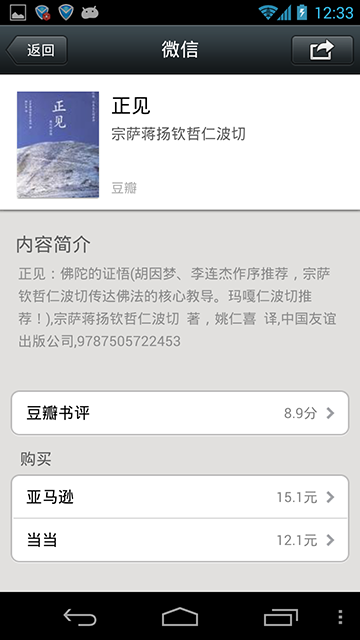 12:33
返回
微信
正见
正见
宗萨蒋扬钦哲仁波切
豆瓣
内容简介
正见：佛陀的证悟(胡因梦、李连杰作序推荐，宗萨
钦哲仁波切传达佛法的核心教导。玛嘎仁波切推
荐！),宗萨蒋扬钦哲仁波切 著，姚仁喜 译,中国友谊
出版公司,9787505722453
豆瓣书评
8.9分
购买
亚马逊
15.1元
当当
12.1元